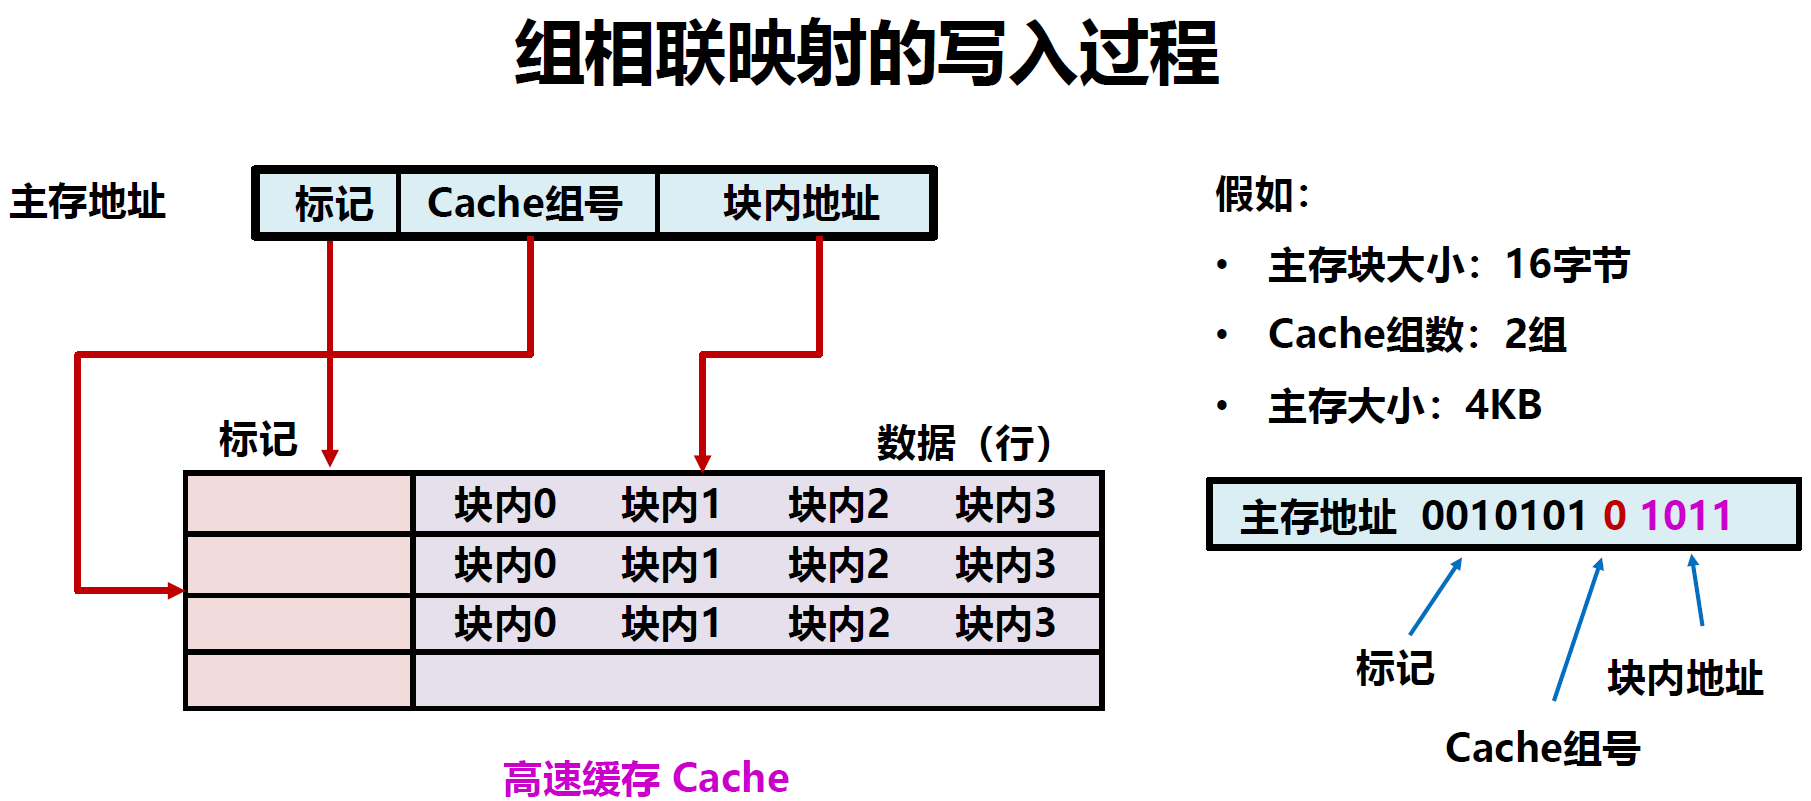 组相联映射的写入过程
主存地址 标记 Cache组号 块内地址
假如：
• 主存块大小：16字节
• Cache组数：2组
• 主存大小：4KB
标记 数据（行）
块内0 块内1 块内2 块内3
块内0 块内1 块内2 块内3
块内0 块内1 块内2 块内3
高速缓存 Cache
主存地址 0010101 0 1011
标记
块内地址
Cache组号